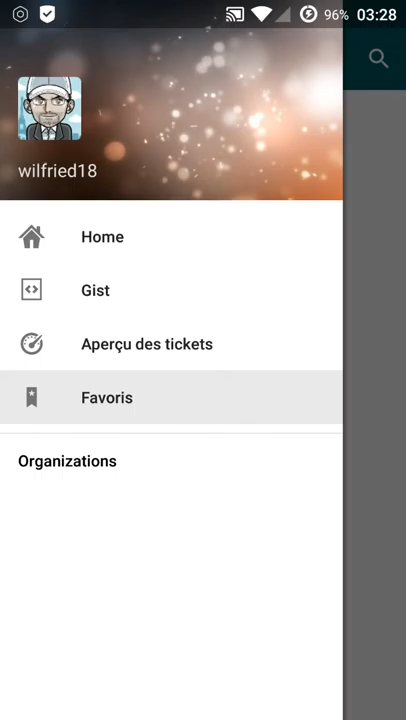 96% 03:28
wilfried18
Home
Gist
Aperçu des tickets
Favoris
Organizations